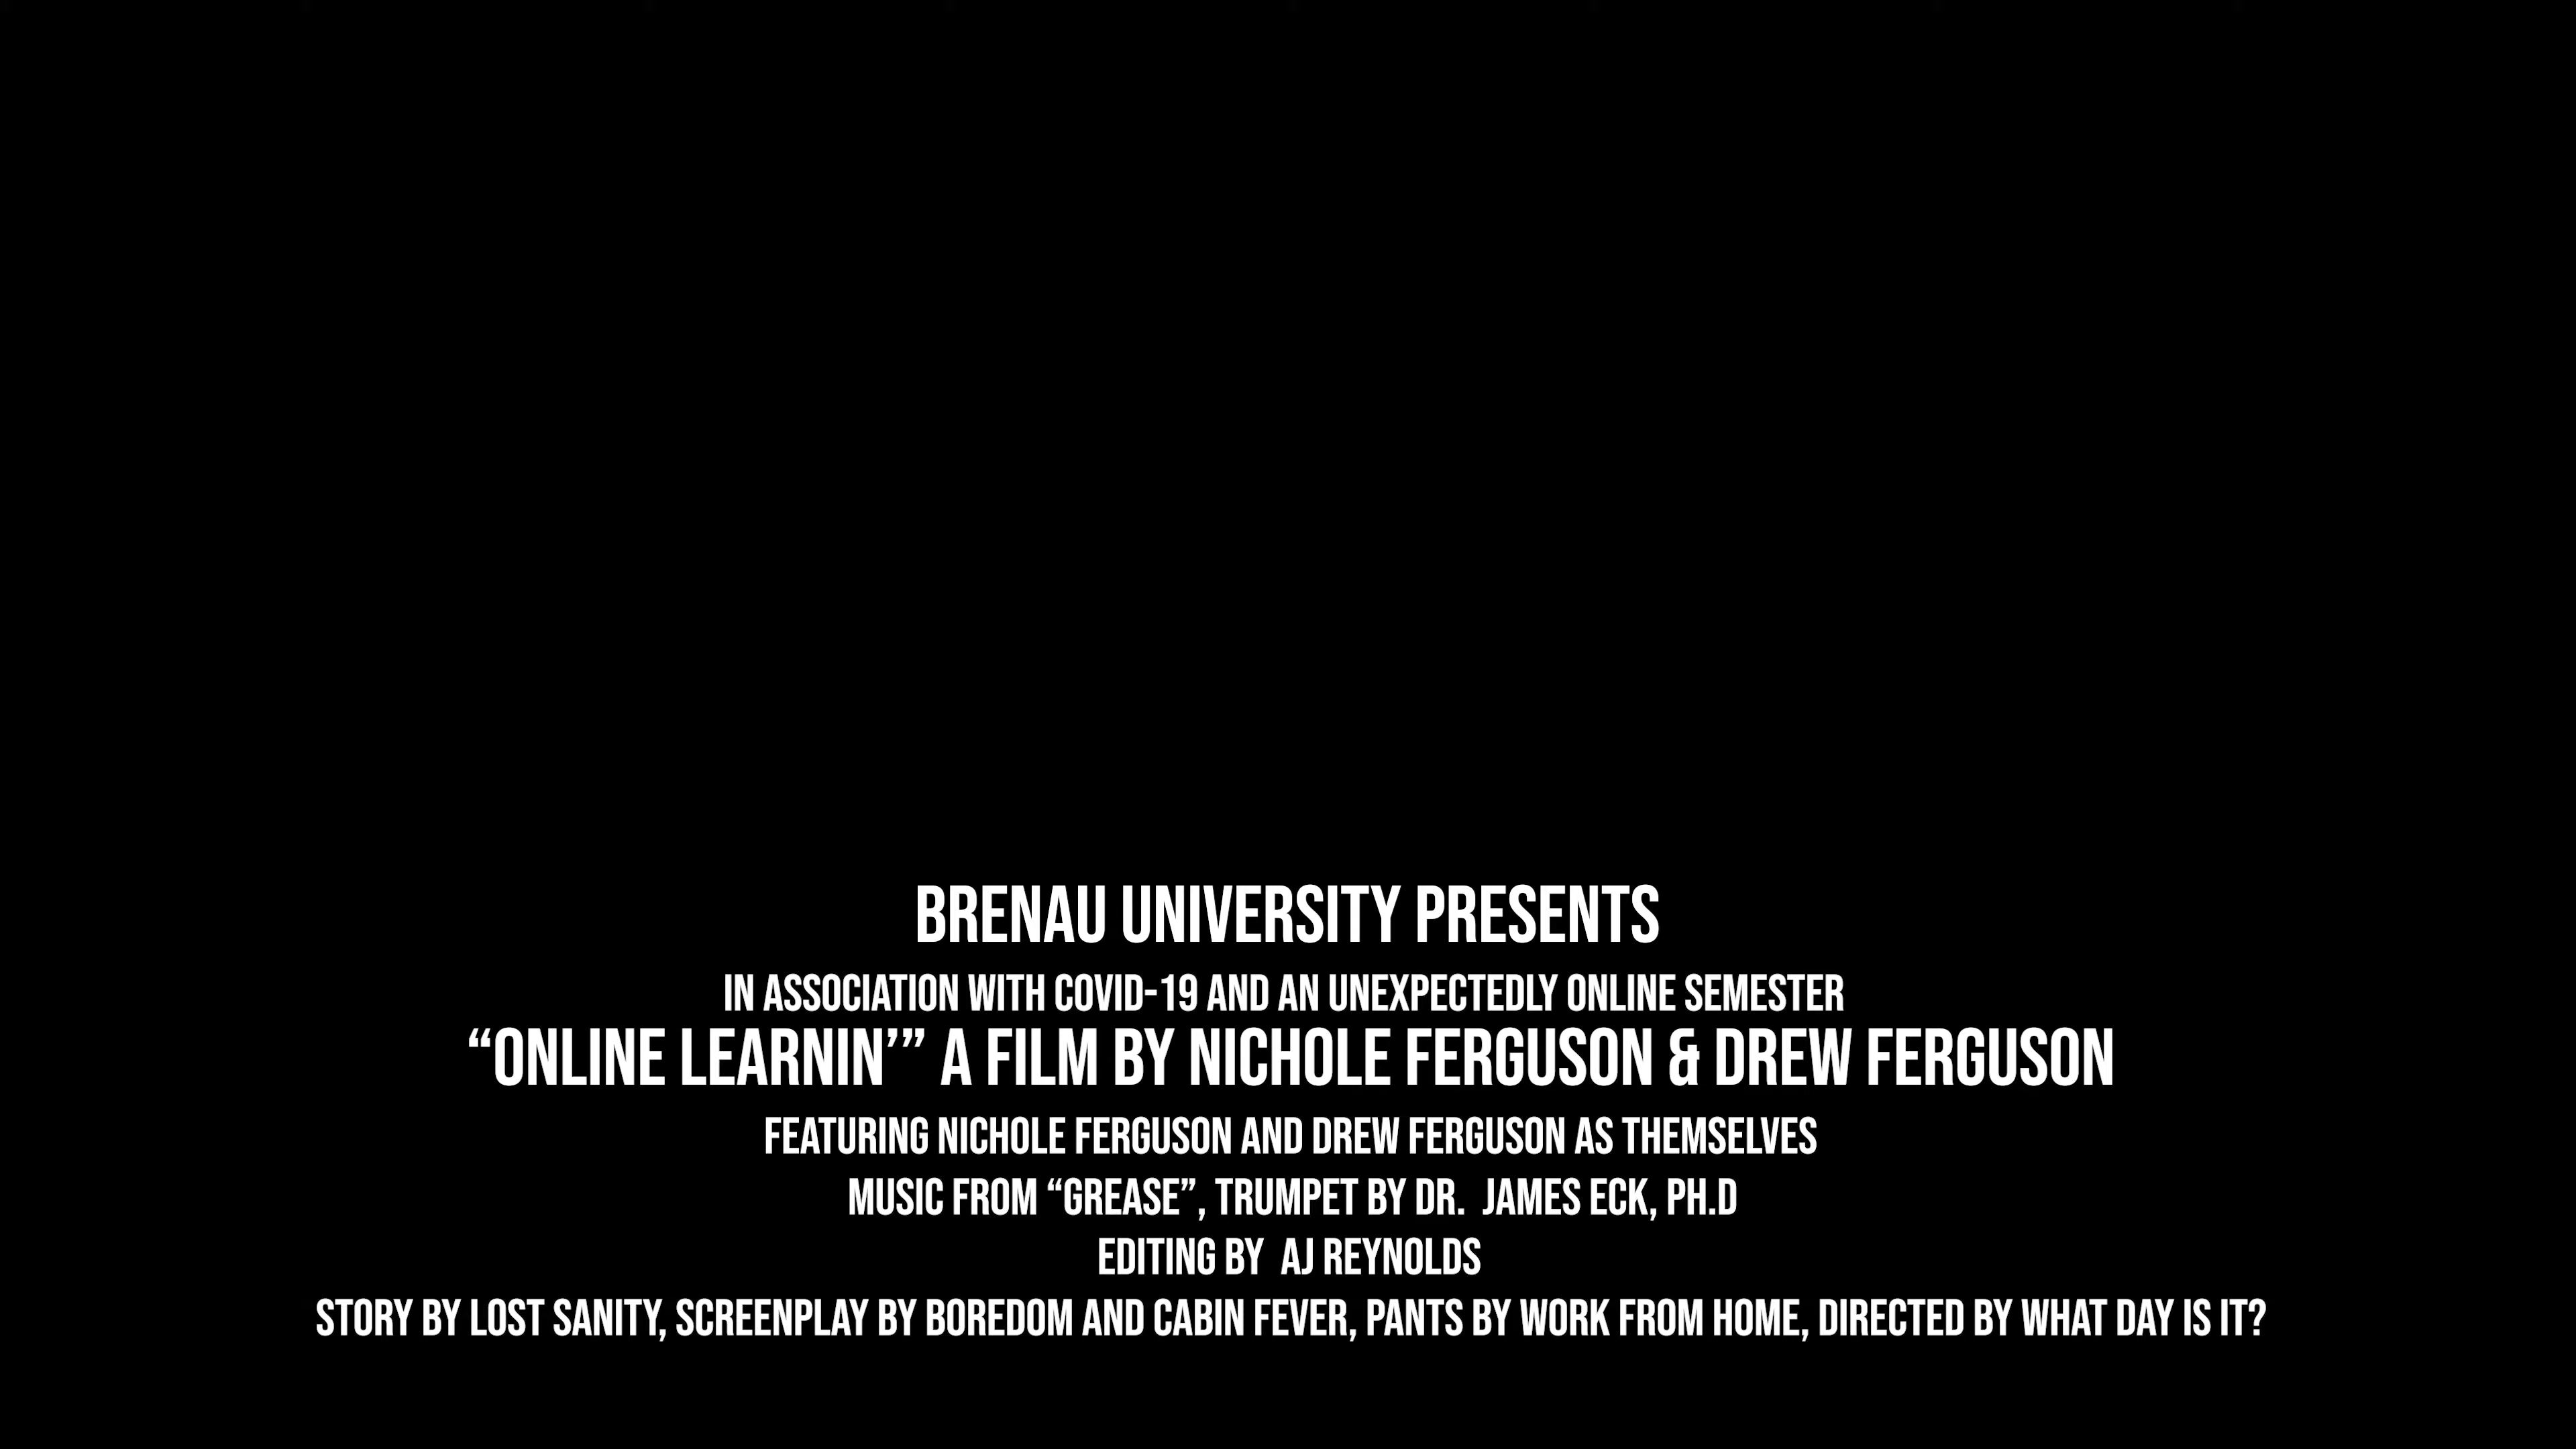 BRENAU UNIVERSITY PRESENTS
IN ASSOCIATION WITH COVID-19 AND AN UNEXPECTEDLY ONLINE SEMESTER
“ONLINE LEARNIN’” A FILM BY NICHOLE FERGUSON & DREW FERGUSON
FEATURING NICHOLE FERGUSON AND DREW FERGUSON AS THEMSELVES
MUSIC FROM “GREASE”, TRUMPET BY DR. JAMES ECK, PH.D
EDITING BY AJ REYNOLDS
STORY BY LOST SANITY, SCREENPLAY BY BOREDOM AND CABIN FEVER, PANTS BY WORK FROM HOME, DIRECTED BY WHAT DAY IS IT?